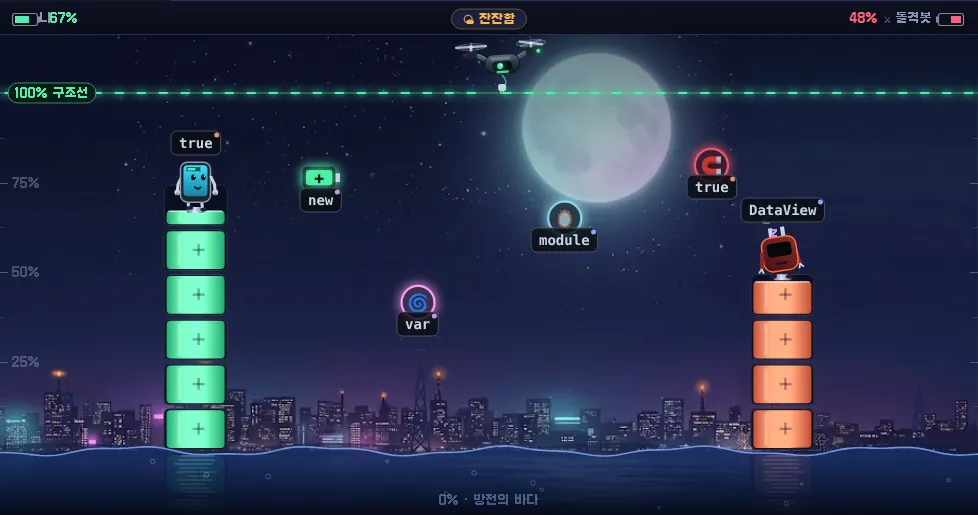 67%
잔잔함
48% × 돌격봇
100% 구조선
true
75%
new
true
DataView
module
50%
var
25%
0% · 방전의 바다